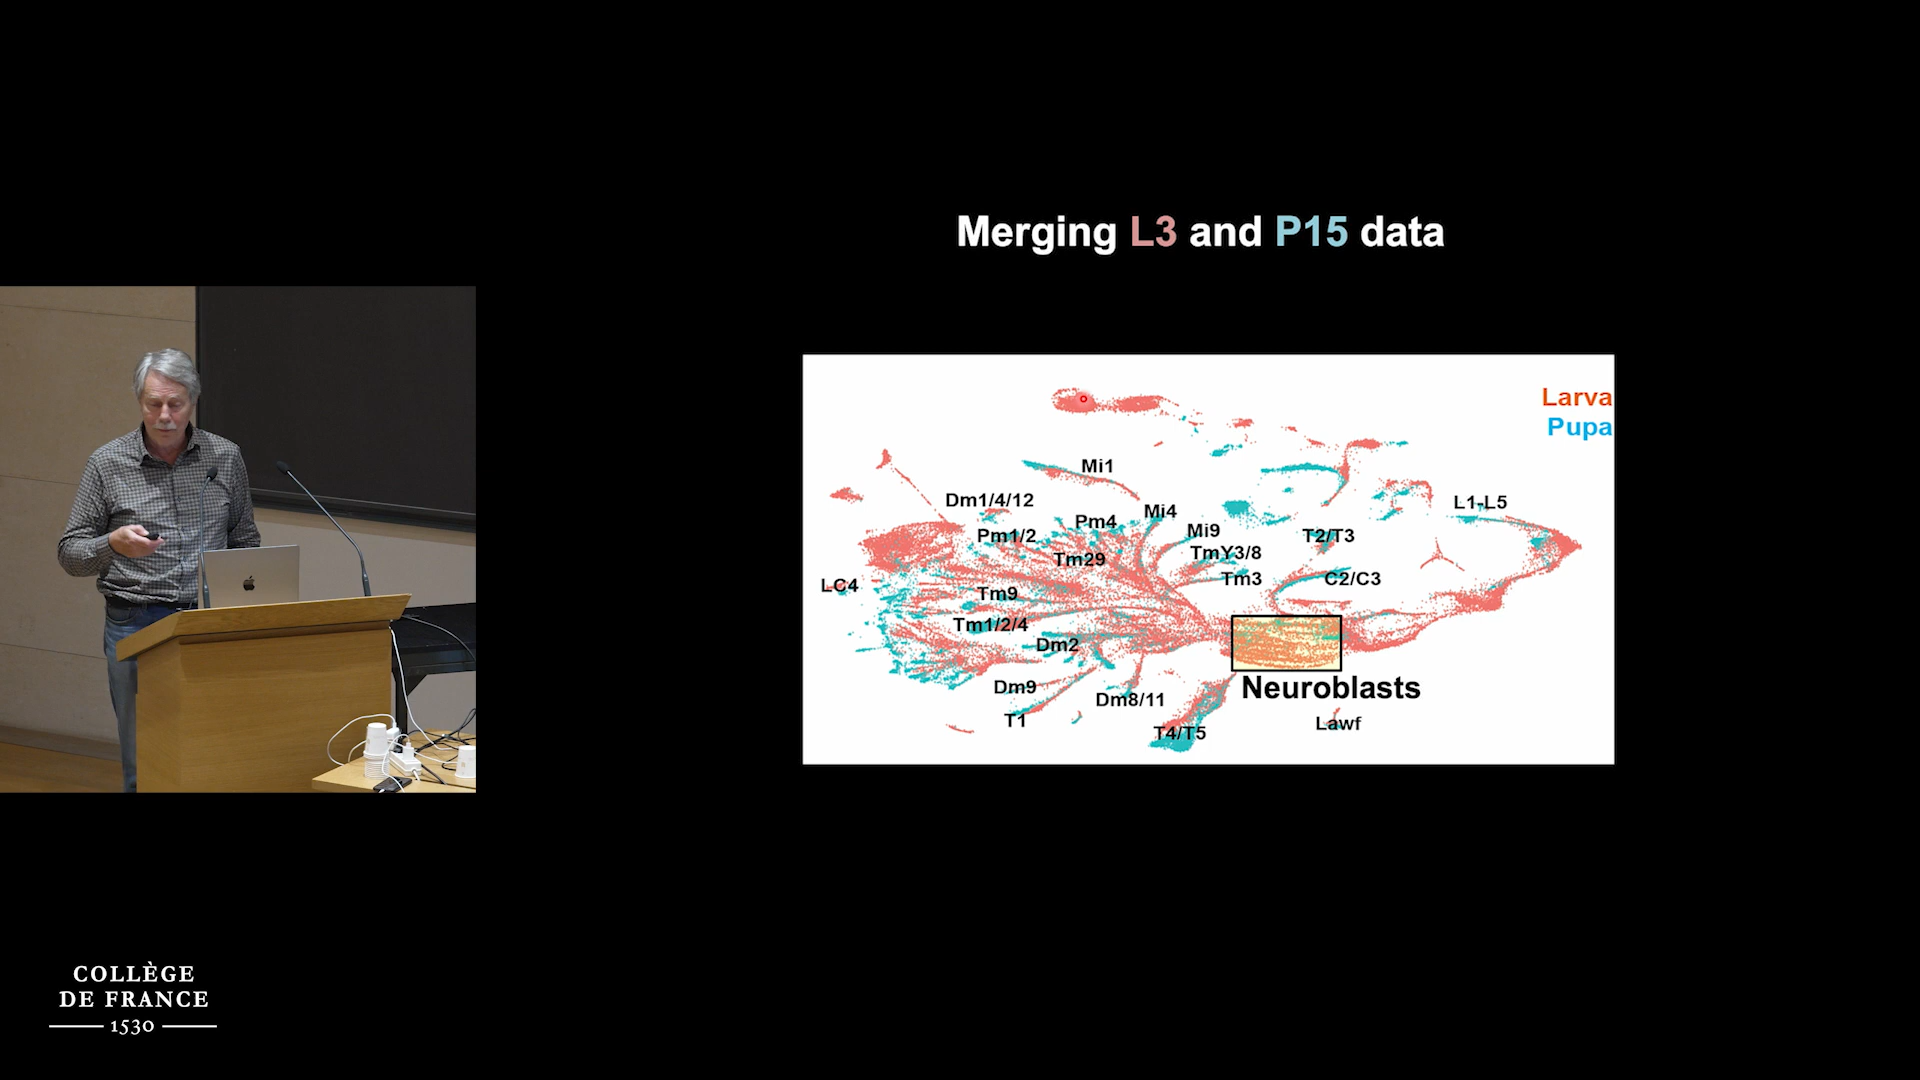 Merging L3 and P15 data
Larva
Pupa
Mi1
Dm1/4/12
Mi4
L1-L5
Pm4
Pm1/2
Mi9
T2/T3
TmY3/8
Tm29
Tm3
C2/C3
LC4
Tm9
Tm1/2/4
Dm2
Dm9
Neuroblasts
Dm8/11
T1
Lawf
T4/T5
COLLÈGE
DE FRANCE
1530